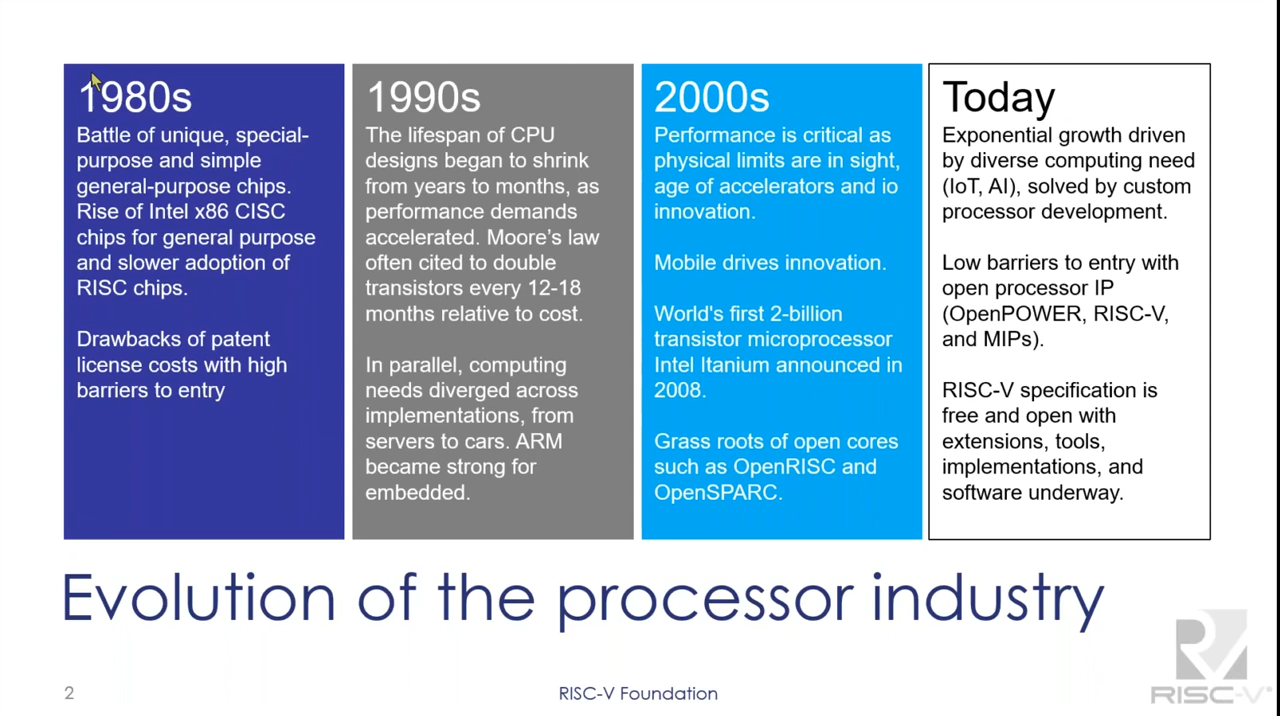 1980s
Battle of unique, special-
purpose and simple
general-purpose chips.
Rise of Intel x86 CISC
chips for general purpose
and slower adoption of
RISC chips.
Drawbacks of patent
license costs with high
barriers to entry
1990s
The lifespan of CPU
designs began to shrink
from years to months, as
performance demands
accelerated. Moore's law
often cited to double
transistors every 12-18
months relative to cost.
In parallel, computing
needs diverged across
implementations, from
servers to cars. ARM
became strong for
embedded.
2000s
Performance is critical as
physical limits are in sight,
age of accelerators and io
innovation.
Mobile drives innovation.
World's first 2-billion
transistor microprocessor
Intel Itanium announced in
2008.
Grass roots of open cores
such as OpenRISC and
OpenSPARC.
Today
Exponential growth driven
by diverse computing need
(IoT, AI), solved by custom
processor development.
Low barriers to entry with
open processor IP
(OpenPOWER, RISC-V,
and MIPs).
RISC-V specification is
free and open with
extensions, tools,
implementations, and
software underway.
Evolution of the processor industry
2
RISC-V Foundation
RISC-V®